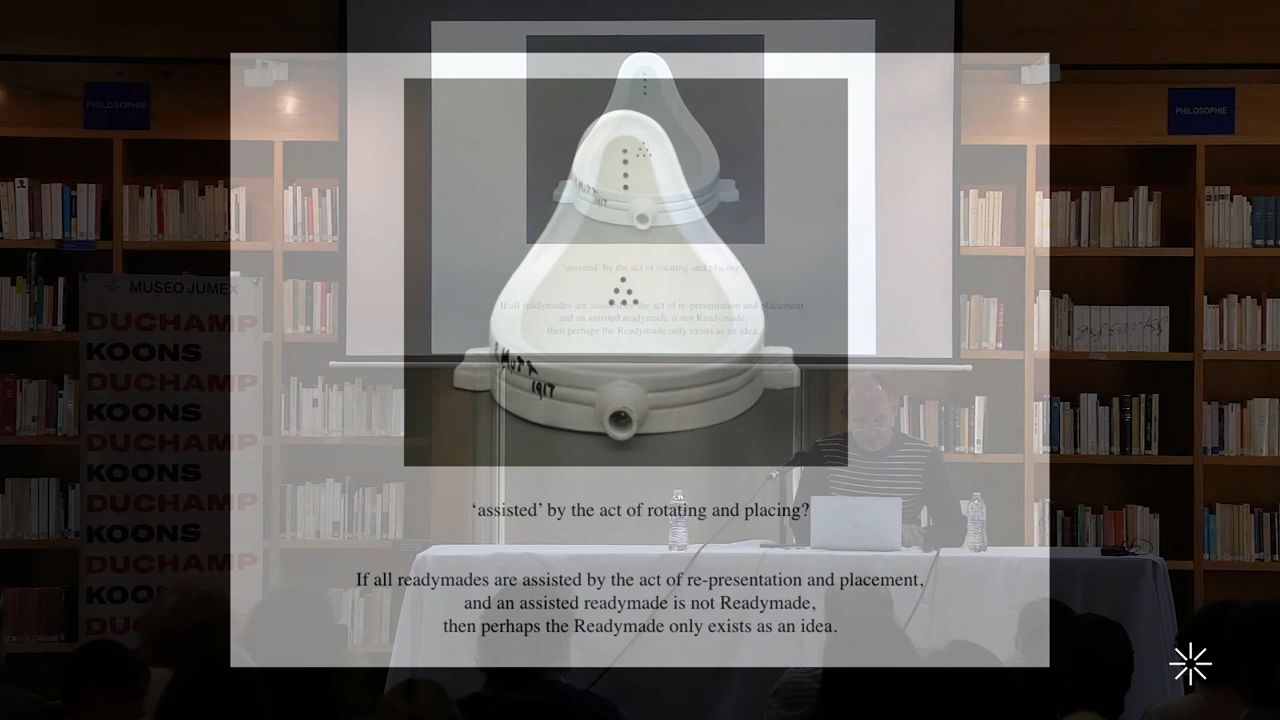 PHILOSOPHIE
PHILOSOPHIE
MUSEO JUMEX
DUCHAMP
KOONS
DUCHAMP
KOONS
DUCHAMP
KOONS
DUCHAMP
KOONS
DUCHAMP
KOO
DU
MUTT
1917
'assisted' by the act of rotating and placing
If all readymades are assisted by the act of re-presentation and placement,
and an assisted readymade is not Readymade,
then perhaps the Readymade only exists as an idea
‘assisted’ by the act of rotating and placing?
If all readymades are assisted by the act of re-presentation and placement,
and an assisted readymade is not Readymade,
then perhaps the Readymade only exists as an idea.